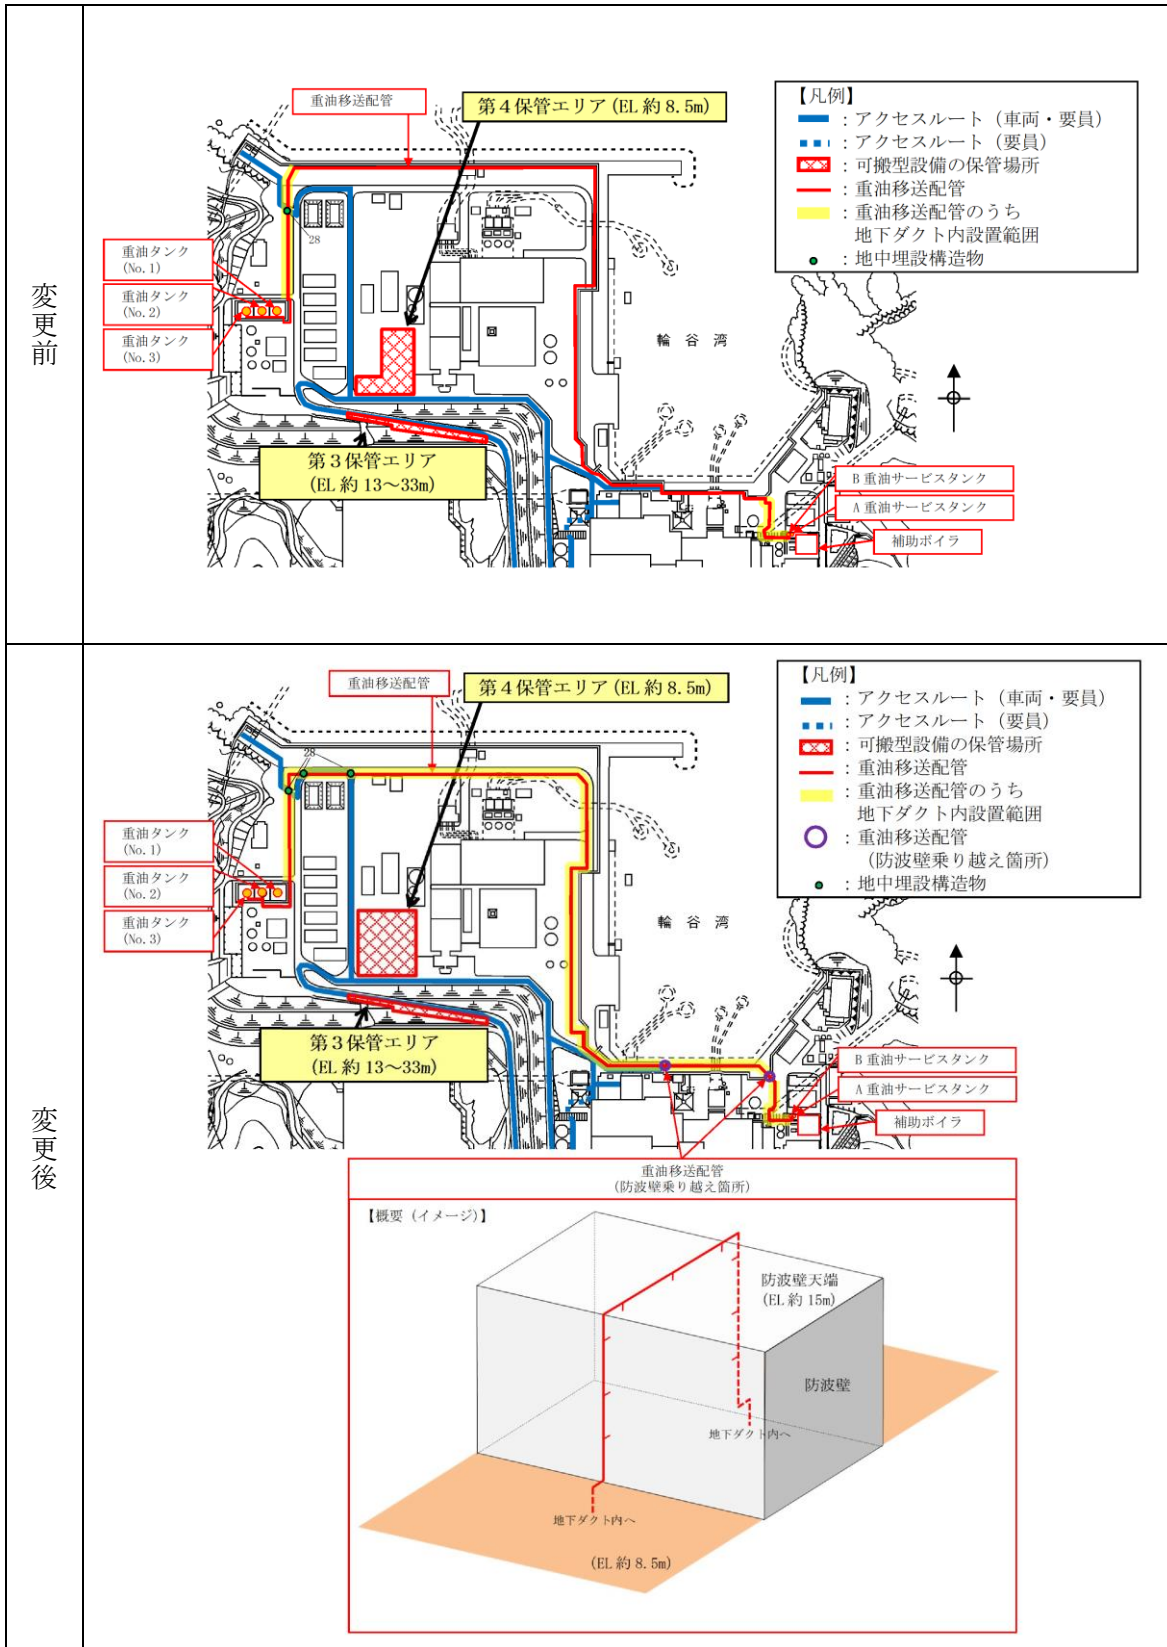 変更前
重油移送配管
第4保管エリア(EL 約 8.5m)
【凡例】
：アクセスルート（車両・要員）
：アクセスルート（要員）
：可搬型設備の保管場所
：重油移送配管
：重油移送配管のうち
地下ダクト内設置範囲
：地中埋設構造物
28
重油タンク
(No. 1)
重油タンク
(No. 2)
重油タンク
(No. 3)
輪谷湾
第3保管エリア
(EL 約 13～33m)
B 重油サービスタンク
A 重油サービスタンク
補助ボイラ
変更後
重油移送配管
第4保管エリア(EL 約 8.5m)
【凡例】
：アクセスルート（車両・要員）
：アクセスルート（要員）
：可搬型設備の保管場所
：重油移送配管
：重油移送配管のうち
地下ダクト内設置範囲
：重油移送配管
（防波壁乗り越え箇所）
：地中埋設構造物
28
重油タンク
(No. 1)
重油タンク
(No. 2)
重油タンク
(No. 3)
輪谷湾
第3保管エリア
(EL 約 13～33m)
B 重油サービスタンク
A 重油サービスタンク
補助ボイラ
重油移送配管
(防波壁乗り越え箇所)
【概要（イメージ）】
防波壁天端
(EL 約 15m)
防波壁
地下ダクト内へ
地下ダクト内へ
(EL 約 8.5m)